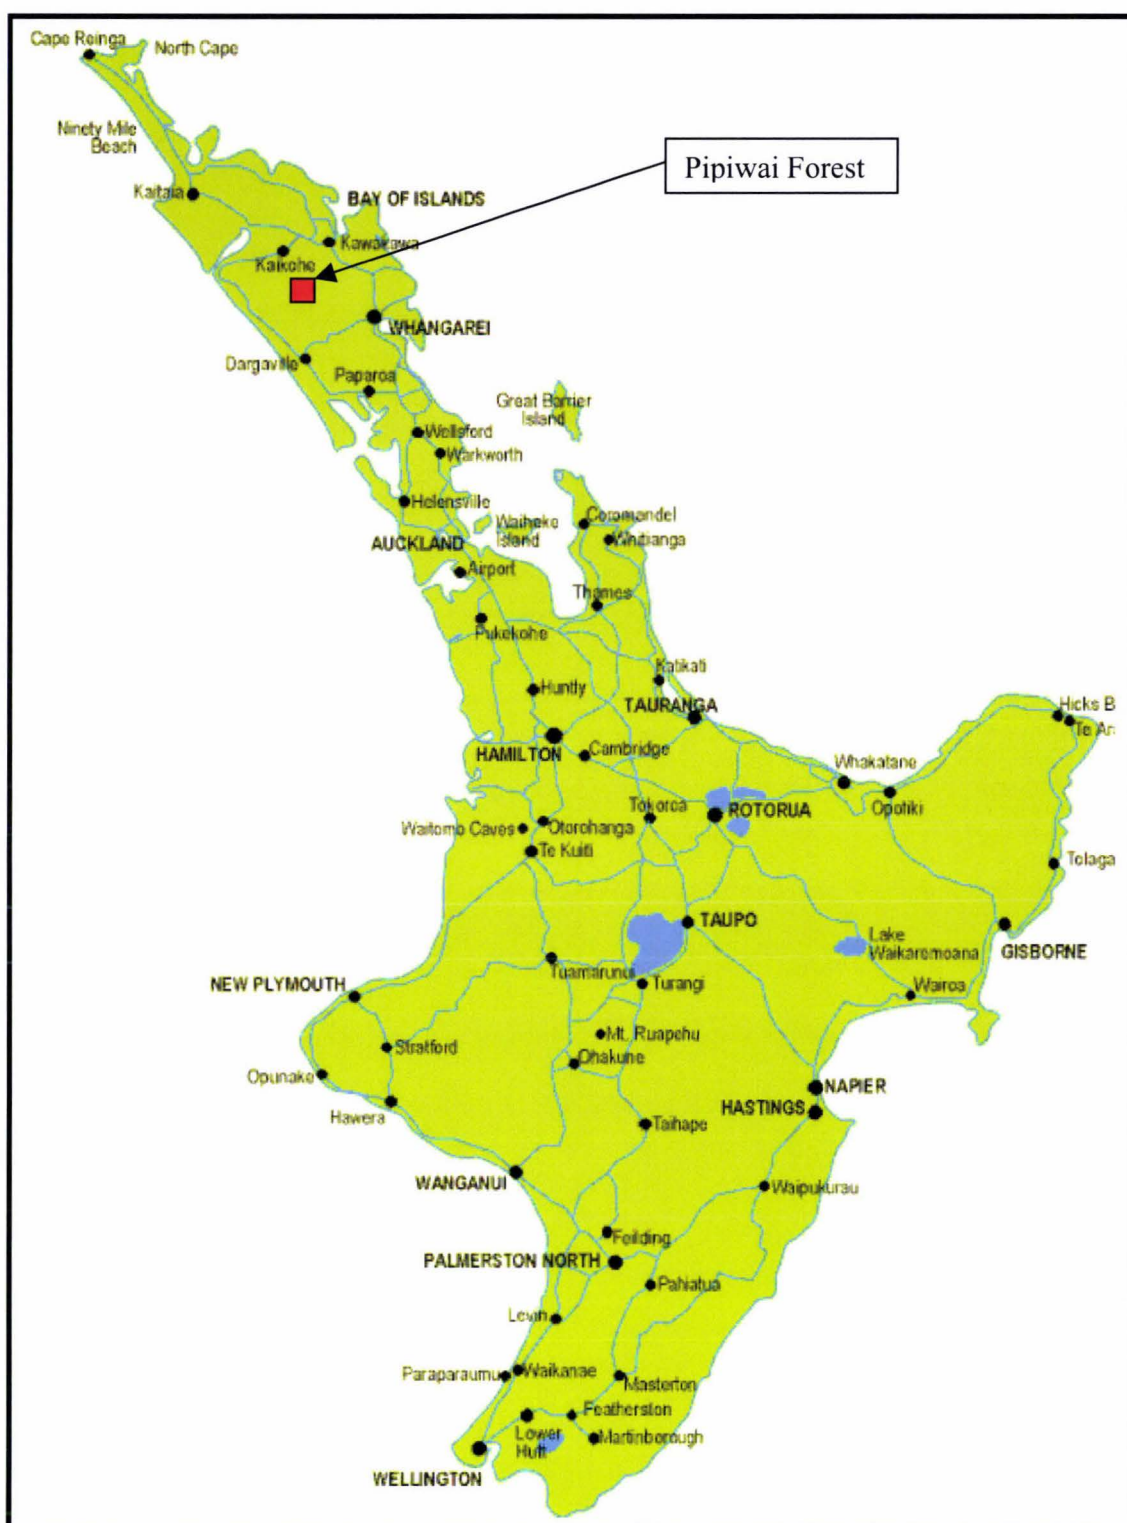 Cape Reinga
North Cape
Ninety Mile
Beach
Kaitaia
BAY OF ISLANDS
Pipiwai Forest
Kawakawa
Kaikohe
WHANGAREI
Dargaville
Paparoa
Great Barrier
Island
Wellsford
Warkworth
Helensville
Waiheke
Island
Coromandel
Whitianga
AUCKLAND
Airport
Thames
Pukekohe
Katikati
Huntly
TAURANGA
Hicks B
Te Ar
HAMILTON
Cambridge
Whakatane
Tokoroa
ROTORUA
Opotiki
Waitomo Caves
Otorohanga
Te Kuiti
Tolaga
TAUPO
Lake
Waikaremoana
GISBORNE
Tuamarunui
NEW PLYMOUTH
Turangi
Wairoa
Mt. Ruapehu
Stratford
Ohakune
Opunake
NAPIER
Hawera
HASTINGS
Taihape
WANGANUI
Waipukurau
Feilding
PALMERSTON NORTH
Pahiatua
Levin
Paraparaumu
Waikanae
Masterton
Featherston
Lower
Hutt
Martinborough
WELLINGTON